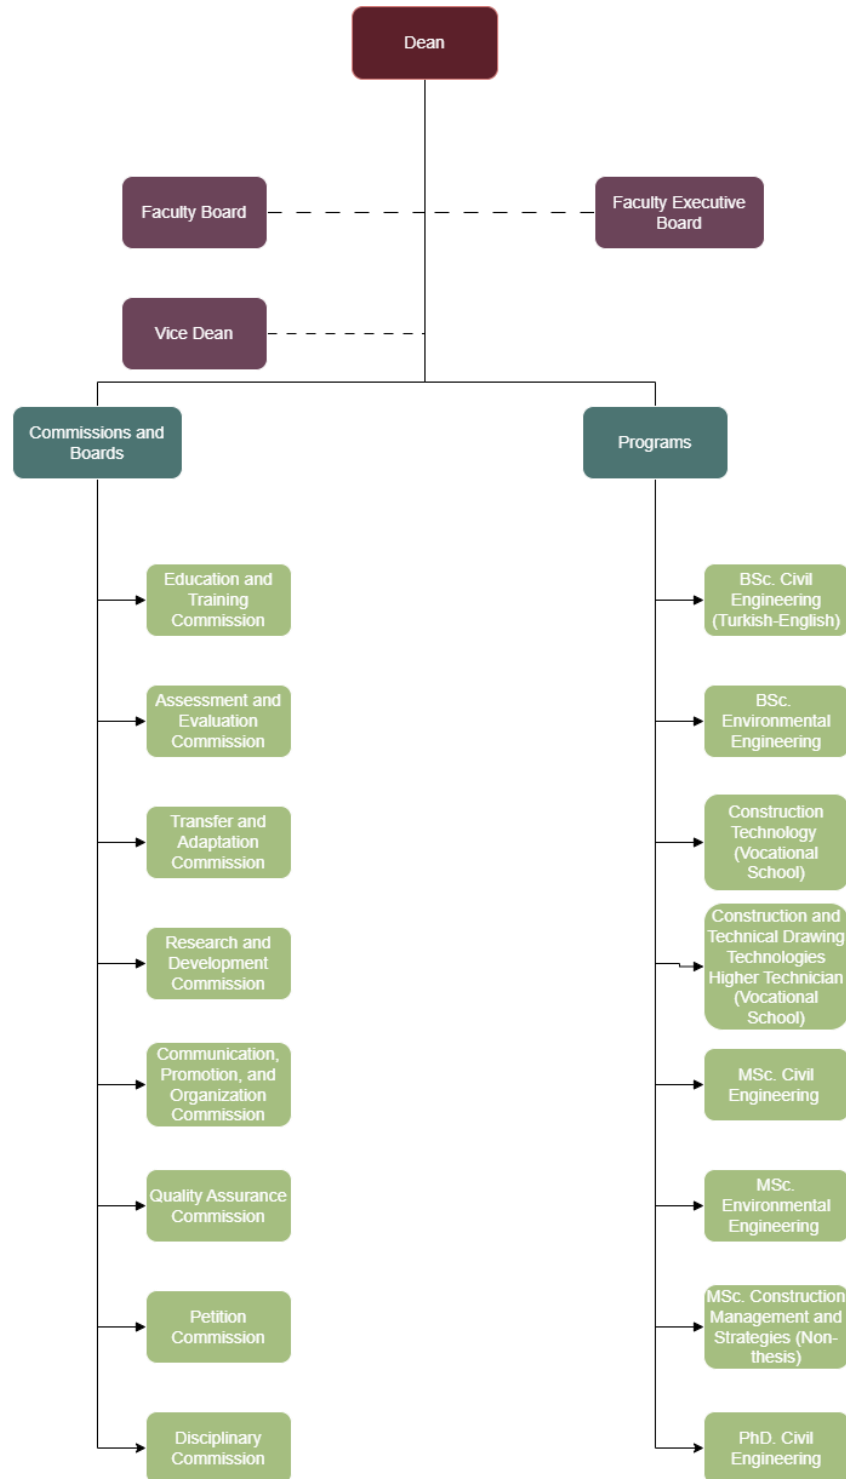 Dean
Faculty Board
Faculty Executive
Board
Vice Dean
Commissions and
Boards
Programs
Education and
Training
Commission
BSc. Civil
Engineering
(Turkish-English)
Assessment and
Evaluation
Commission
BSc.
Environmental
Engineering
Transfer and
Adaptation
Commission
Construction
Technology
(Vocational
School)
Research and
Development
Commission
Construction and
Technical Drawing
Technologies
Higher Technician
(Vocational
School)
Communication,
Promotion, and
Organization
Commission
MSc. Civil
Engineering
Quality Assurance
Commission
MSc.
Environmental
Engineering
Petition
Commission
MSc. Construction
Management and
Strategies (Non-
thesis)
Disciplinary
Commission
PhD. Civil
Engineering